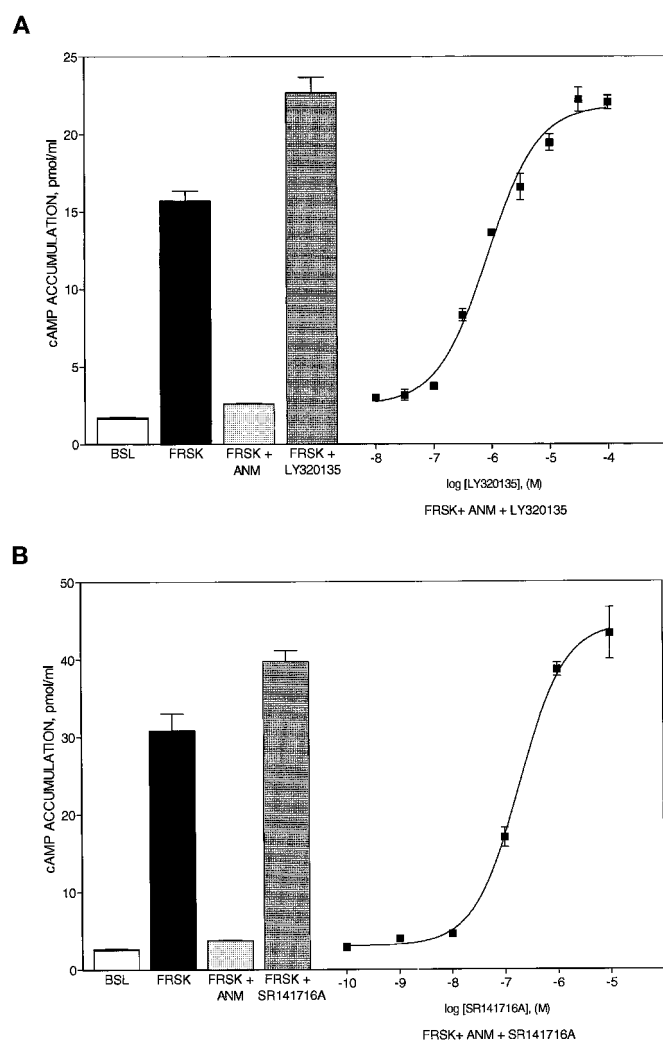 A
cAMP ACCUMULATION, pmol/ml
25
20
15
10
5
0
BSL
FRSK
FRSK +
ANM
FRSK +
LY320135
-8
-7
-6
-5
-4
log [LY320135], (M)
FRSK+ ANM + LY320135
B
cAMP ACCUMULATION, pmol/ml
50
40
30
20
10
0
BSL
FRSK
FRSK +
ANM
FRSK +
SR141716A
-10
-9
-8
-7
-6
-5
log [SR141716A], (M)
FRSK+ ANM + SR141716A